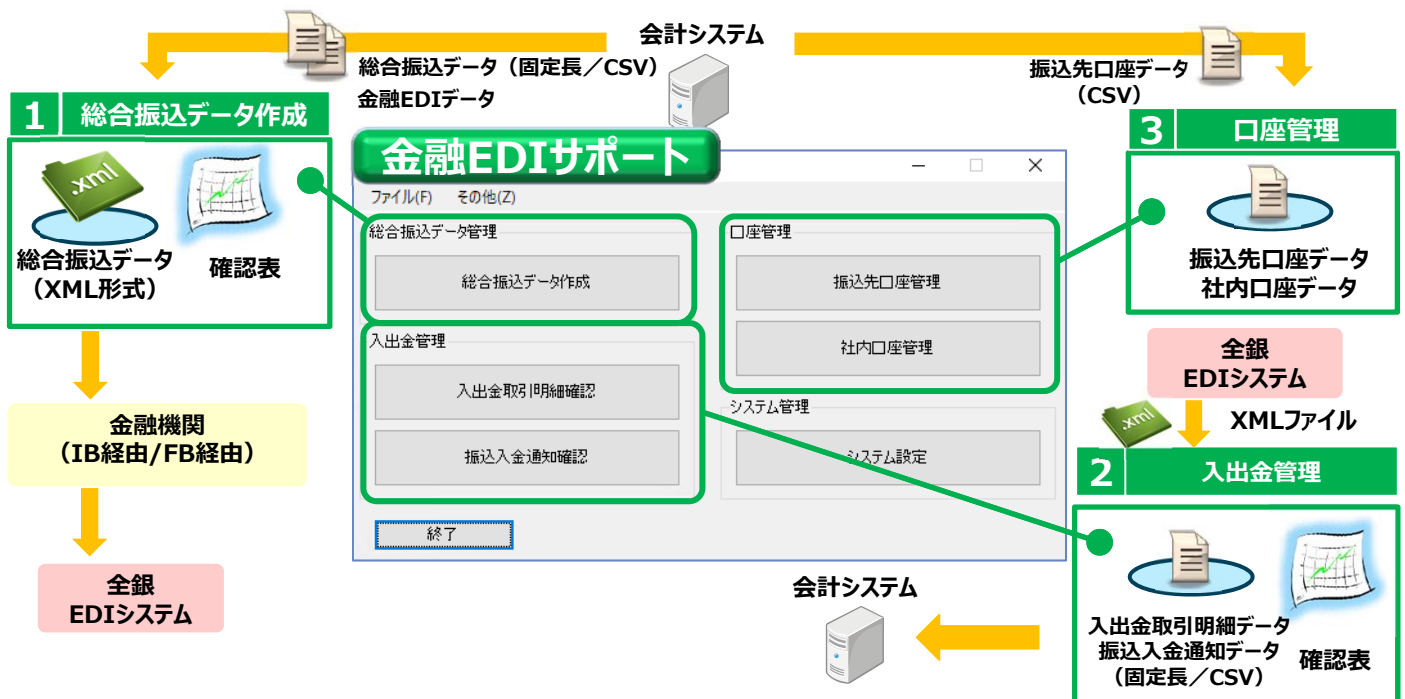 会計システム
総合振込データ（固定長／CSV）
金融EDIデータ
振込先口座データ
（CSV）
1 総合振込データ作成
.xml
総合振込データ
（XML形式）
確認表
金融機関
（IB経由/FB経由）
全銀
EDIシステム
金融EDIサポート
ファイル(F) その他(Z)
総合振込データ管理
総合振込データ作成
入出金管理
入出金取引明細確認
振込入金通知確認
終了
口座管理
振込先口座管理
社内口座管理
システム管理
システム設定
3 口座管理
振込先口座データ
社内口座データ
全銀
EDIシステム
.xml
XMLファイル
2 入出金管理
入出金取引明細データ
振込入金通知データ
（固定長／CSV）
確認表
会計システム